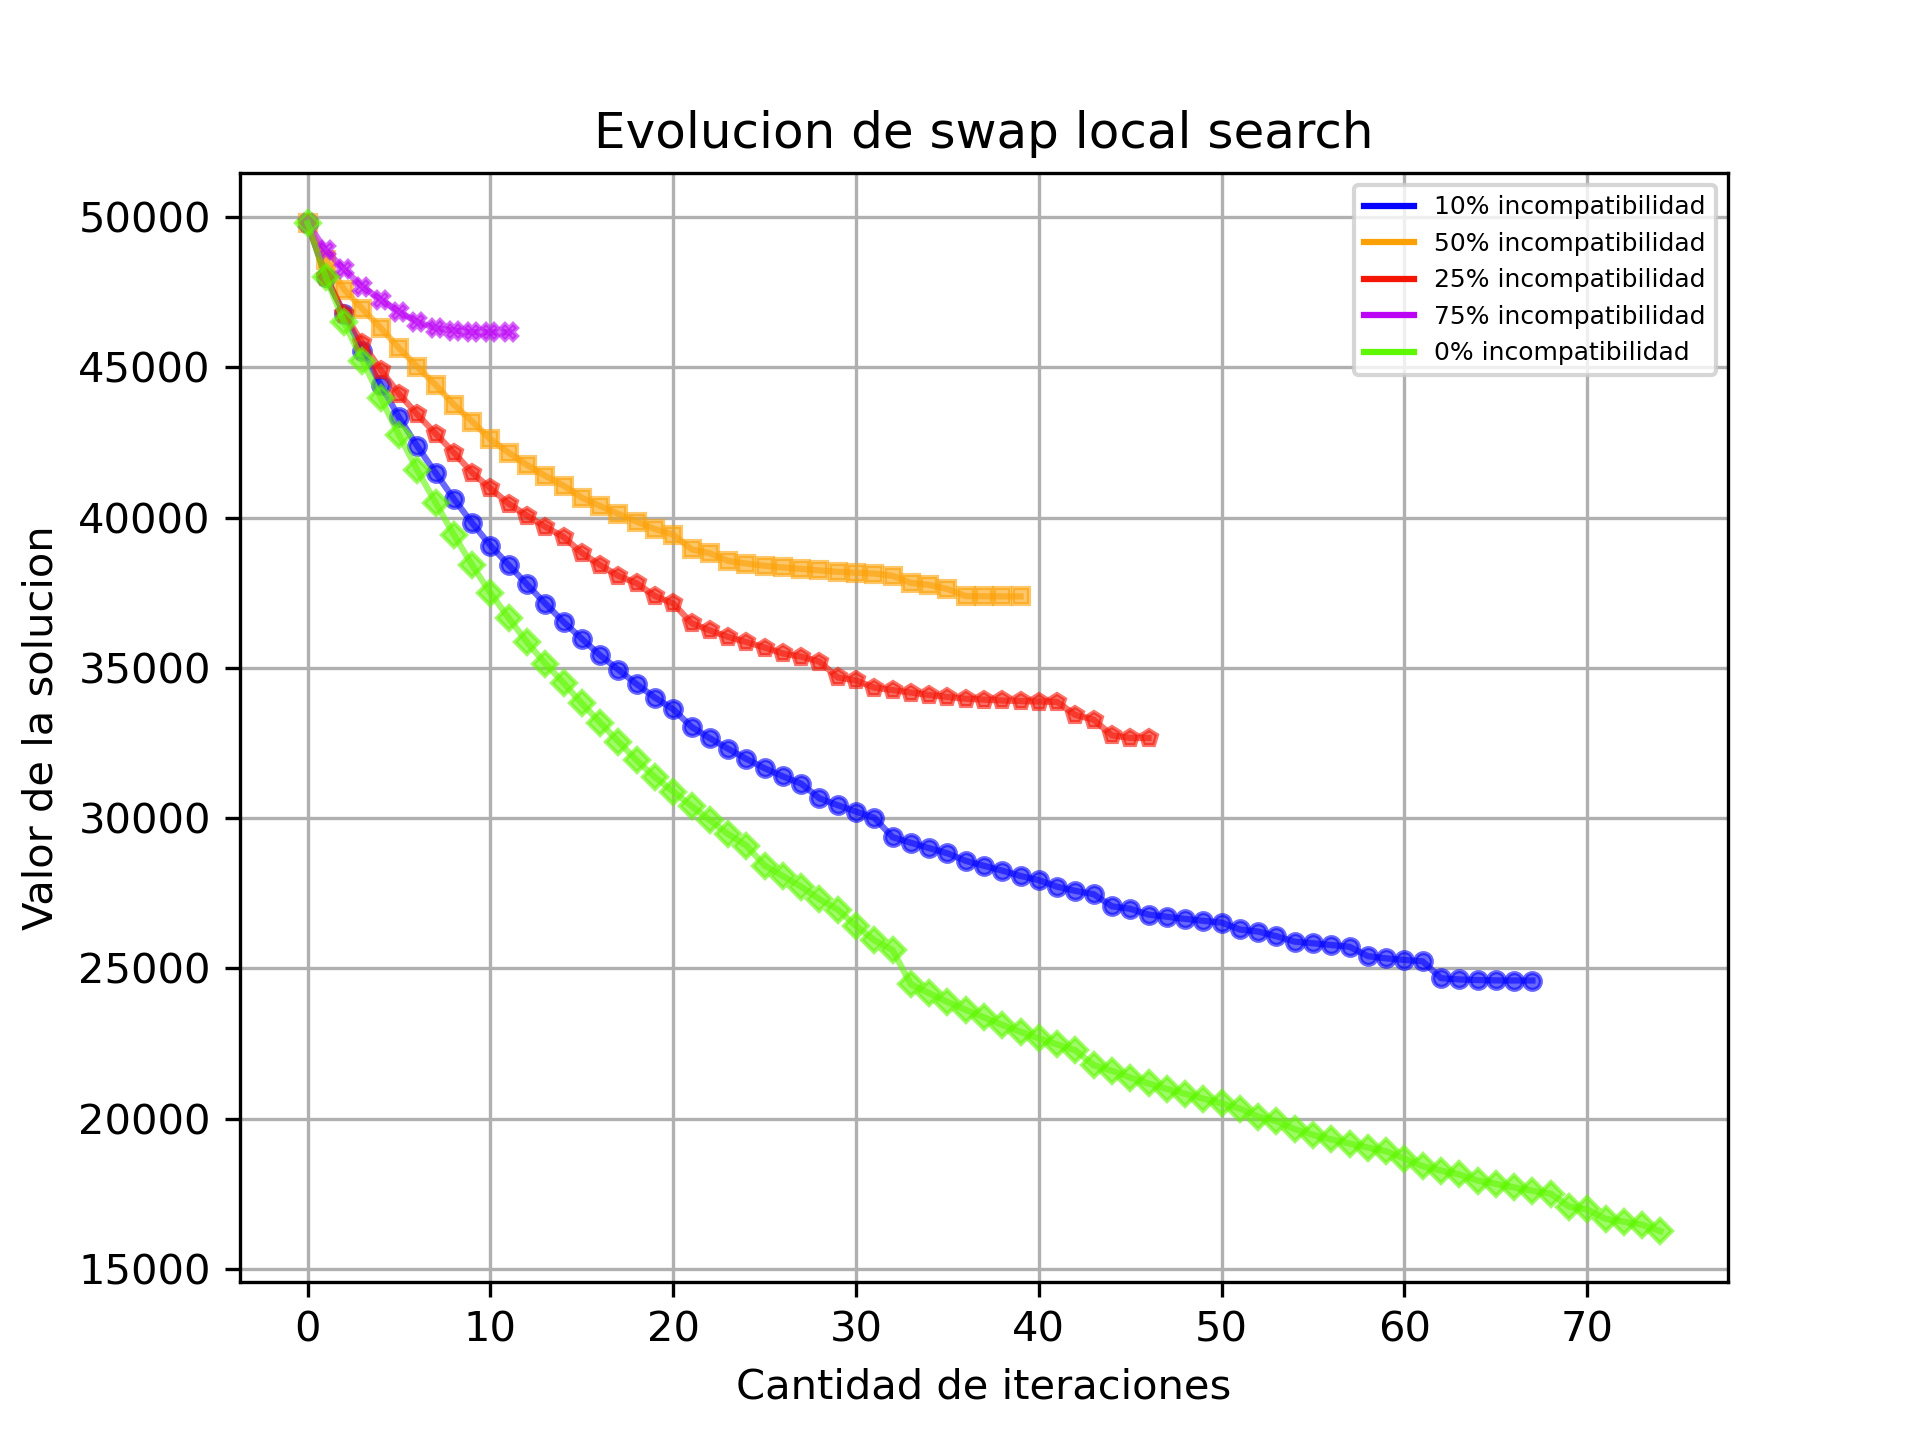 Evolucion de swap local search
10% incompatibilidad
50% incompatibilidad
25% incompatibilidad
75% incompatibilidad
0% incompatibilidad
Valor de la solucion
50000
45000
40000
35000
30000
25000
20000
15000
0 10 20 30 40 50 60 70
Cantidad de iteraciones